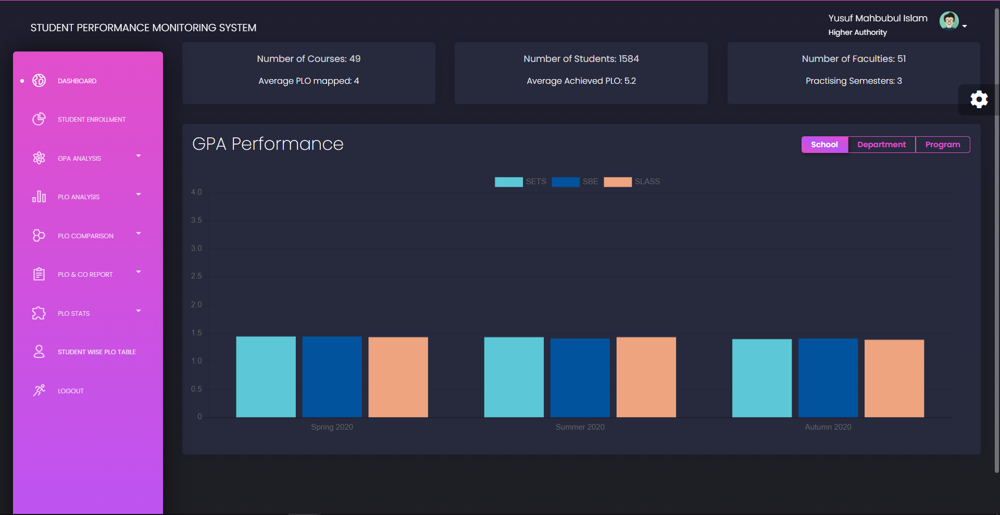 STUDENT PERFORMANCE MONITORING SYSTEM
Yusuf Mahbubul Islam
Higher Authority
DASHBOARD
STUDENT ENROLLMENT
GPA ANALYSIS
PLO ANALYSIS
PLO COMPARISON
PLO & CO REPORT
PLO STATS
STUDENT WISE PLO TABLE
LOGOUT
Number of Courses: 49
Average PLO mapped: 4
Number of Students: 1584
Average Achieved PLO: 5.2
Number of Faculties: 51
Practising Semesters: 3
GPA Performance
School Department Program
SETS SBE SLASS
4.0
3.5
3.0
2.5
2.0
1.5
1.0
0.5
0
Spring 2020 Summer 2020 Autumn 2020